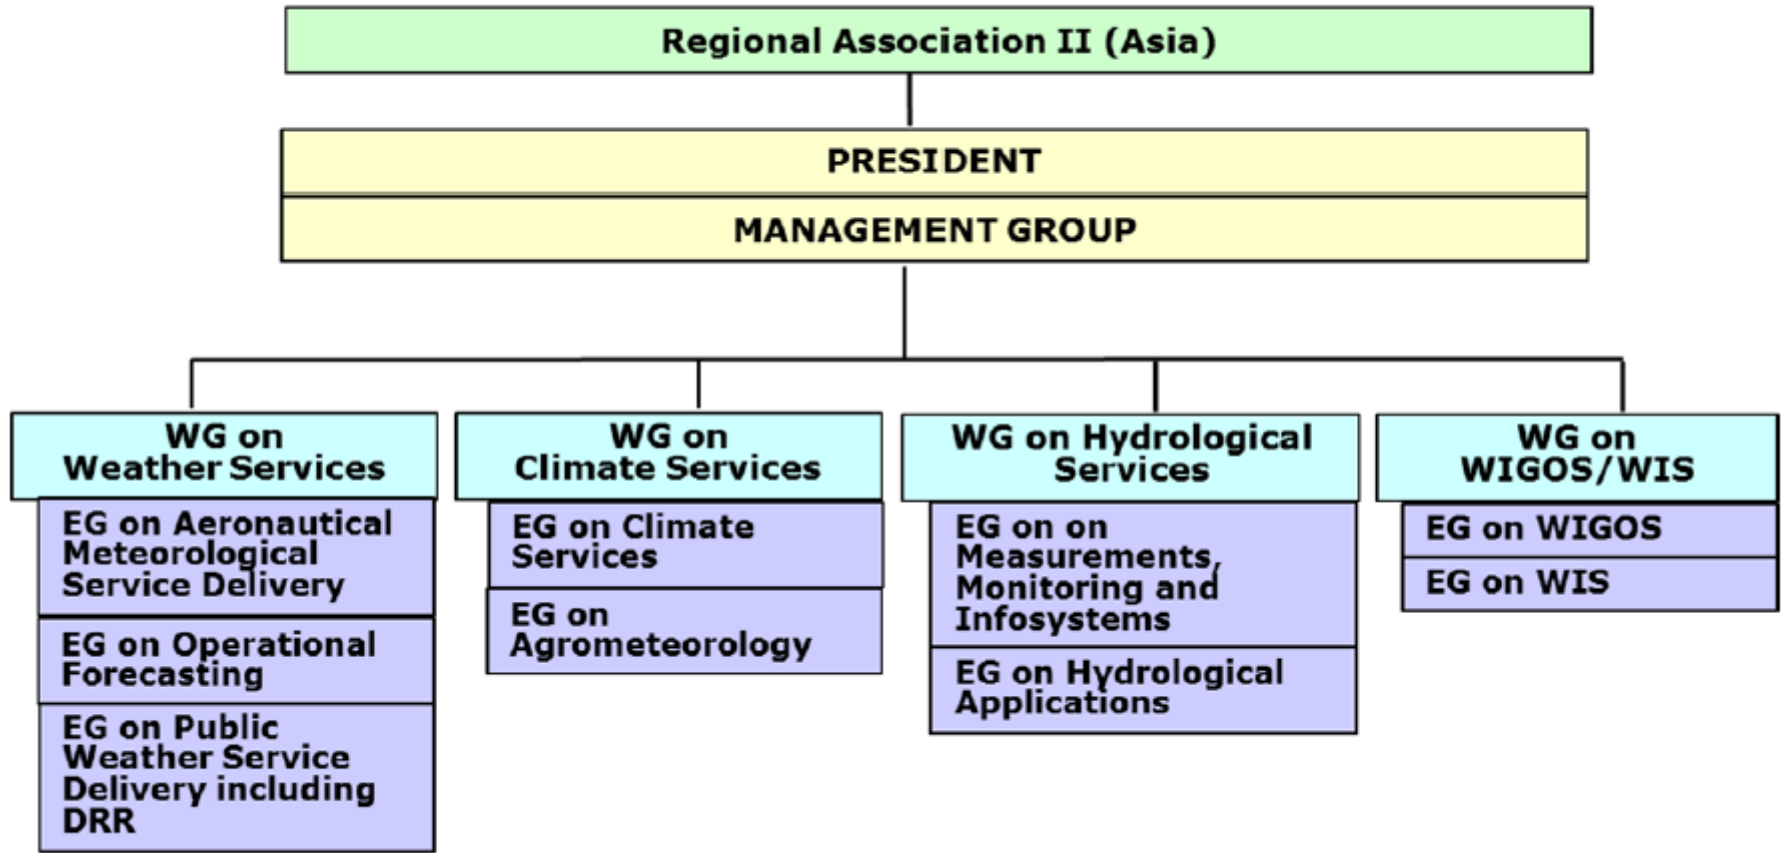 Regional Association II (Asia)
PRESIDENT
MANAGEMENT GROUP
WG on
Weather Services
EG on Aeronautical
Meteorological
Service Delivery
EG on Operational
Forecasting
EG on Public
Weather Service
Delivery including
DRR
WG on
Climate Services
EG on Climate
Services
EG on
Agrometeorology
WG on Hydrological
Services
EG on on
Measurements,
Monitoring and
Infosystems
EG on Hydrological
Applications
WG on
WIGOS/WIS
EG on WIGOS
EG on WIS